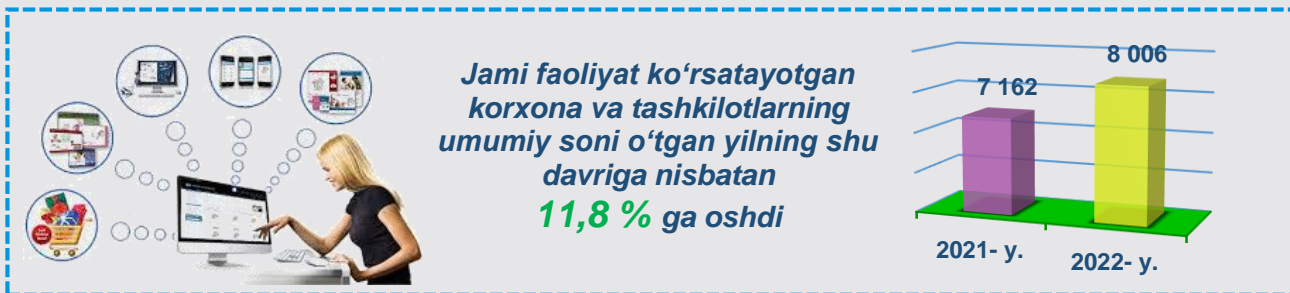 Jami faoliyat ko‘rsatayotgan
korxona va tashkilotlarning
umumiy soni o‘tgan yilning shu
davriga nisbatan
11,8 % ga oshdi
7 162
8 006
2021- y.
2022- y.